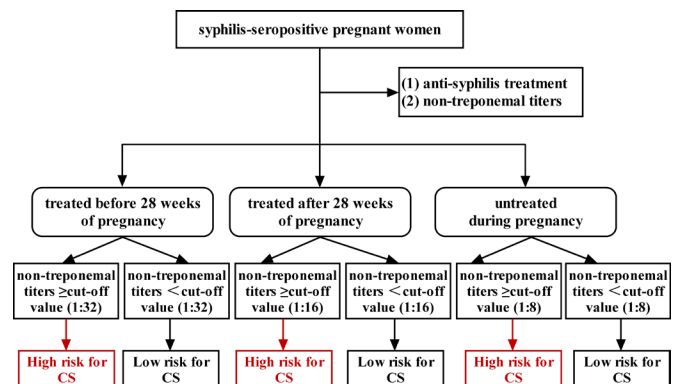 syphilis-seropositive pregnant women
(1) anti-syphilis treatment
(2) non-treponemal titers
treated before 28 weeks
of pregnancy
treated after 28 weeks
of pregnancy
untreated
during pregnancy
non-treponemal
titers ≥cut-off
value (1:32)
non-treponemal
titers <cut-off
value (1:32)
non-treponemal
titers ≥cut-off
value (1:16)
non-treponemal
titers <cut-off
value (1:16)
non-treponemal
titers ≥cut-off
value (1:8)
non-treponemal
titers <cut-off
value (1:8)
High risk for
CS
Low risk for
CS
High risk for
CS
Low risk for
CS
High risk for
CS
Low risk for
CS